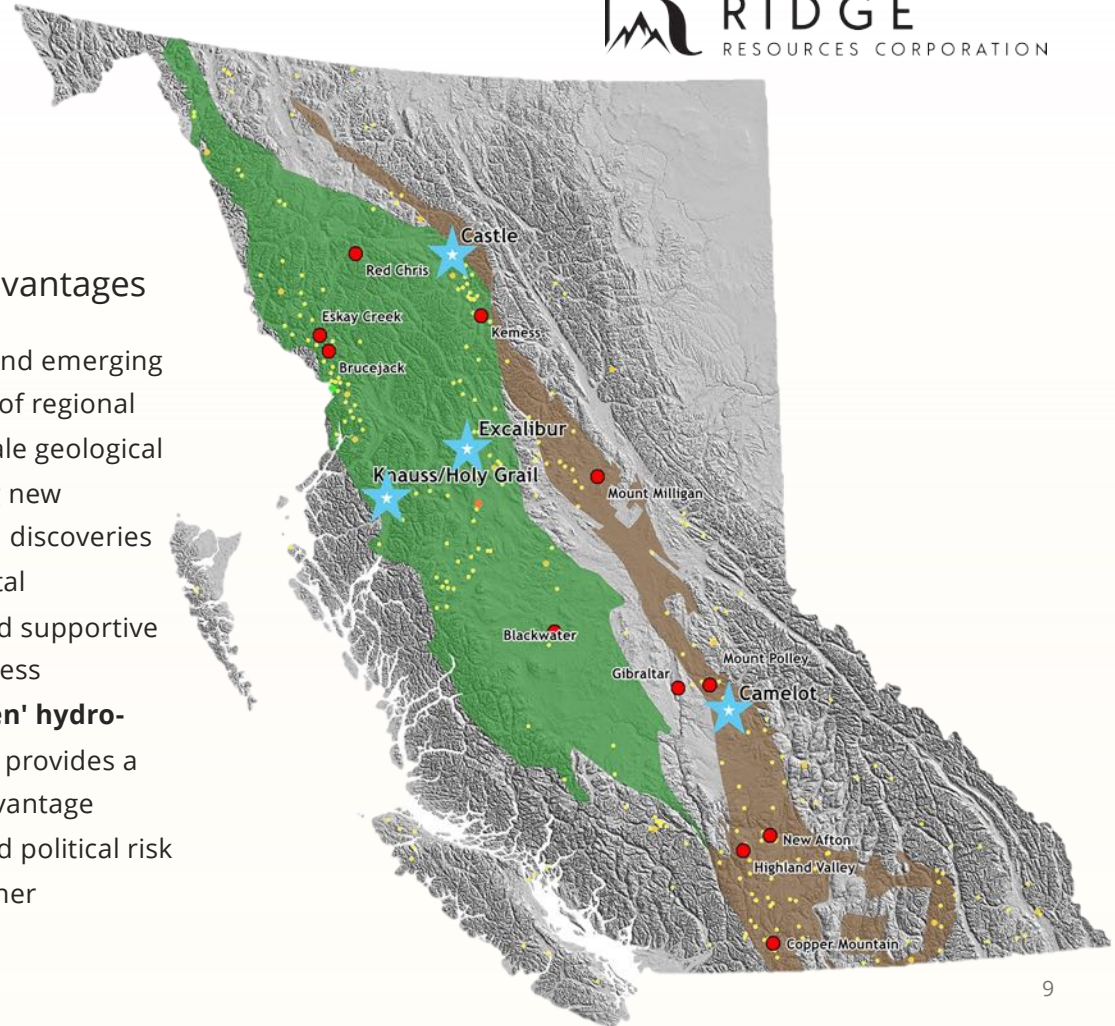 RIDGE
RESOURCES CORPORATION
vantages
nd emerging
of regional
ale geological
new
discoveries
tal
d supportive
ess
en' hydro-
provides a
vantage
d political risk
ner
Castle
Red Chris
Eskay Creek
Kemess
Brucejack
Excalibur
Knauss/Holy Grail
Mount Milligan
Blackwater
Mount Polley
Gibraltar
Camelot
New Afton
Highland Valley
Copper Mountain
9